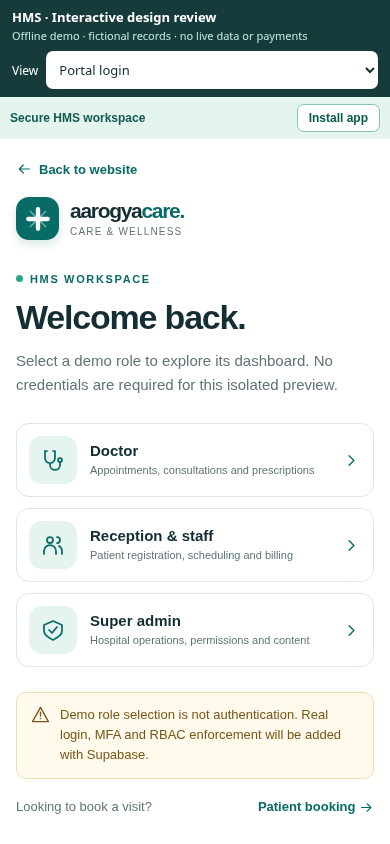 HMS · Interactive design review
Offline demo · fictional records · no live data or payments
View
Portal login
Secure HMS workspace
Install app
← Back to website
aarogyacare.
CARE & WELLNESS
HMS WORKSPACE
Welcome back.
Select a demo role to explore its dashboard. No
credentials are required for this isolated preview.
Doctor
Appointments, consultations and prescriptions
Reception & staff
Patient registration, scheduling and billing
Super admin
Hospital operations, permissions and content
Demo role selection is not authentication. Real
login, MFA and RBAC enforcement will be added
with Supabase.
Looking to book a visit?
Patient booking →